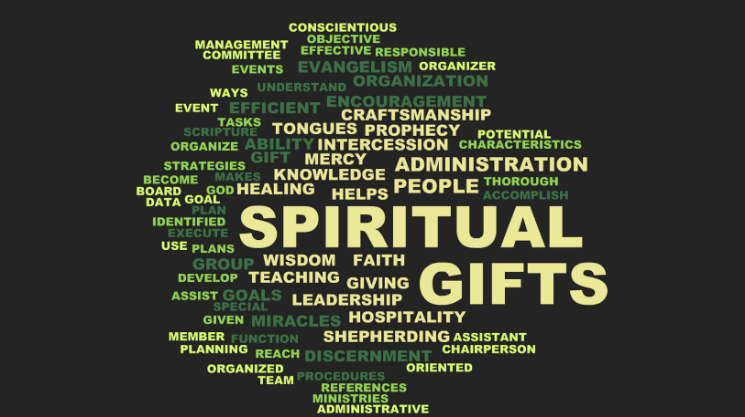 CONSCIENTIOUS
OBJECTIVE
MANAGEMENT
EFFECTIVE RESPONSIBLE
COMMITTEE
EVENTS EVANGELISM ORGANIZER
UNDERSTAND ORGANIZATION
WAYS
EVENT EFFICIENT ENCOURAGEMENT
CRAFTSMANSHIP
TASKS
SCRIPTURE TONGUES PROPHECY POTENTIAL
ORGANIZE ABILITY INTERCESSION CHARACTERISTICS
GIFT MERCY
STRATEGIES ADMINISTRATION
MAKES KNOWLEDGE
BECOME PEOPLE THOROUGH
BOARD GOD HEALING HELPS ACCOMPLISH
DATA GOAL
PLAN
IDENTIFIED SPIRITUAL
EXECUTE
USE PLANS
GROUP WISDOM FAITH
DEVELOP TEACHING GIVING GIFTS
ASSIST GOALS LEADERSHIP
SPECIAL
GIVEN MIRACLES HOSPITALITY
MEMBER FUNCTION SHEPHERDING ASSISTANT
PLANNING REACH DISCERNMENT CHAIRPERSON
ORGANIZED ORIENTED
TEAM PROCEDURES
REFERENCES
MINISTRIES
ADMINISTRATIVE